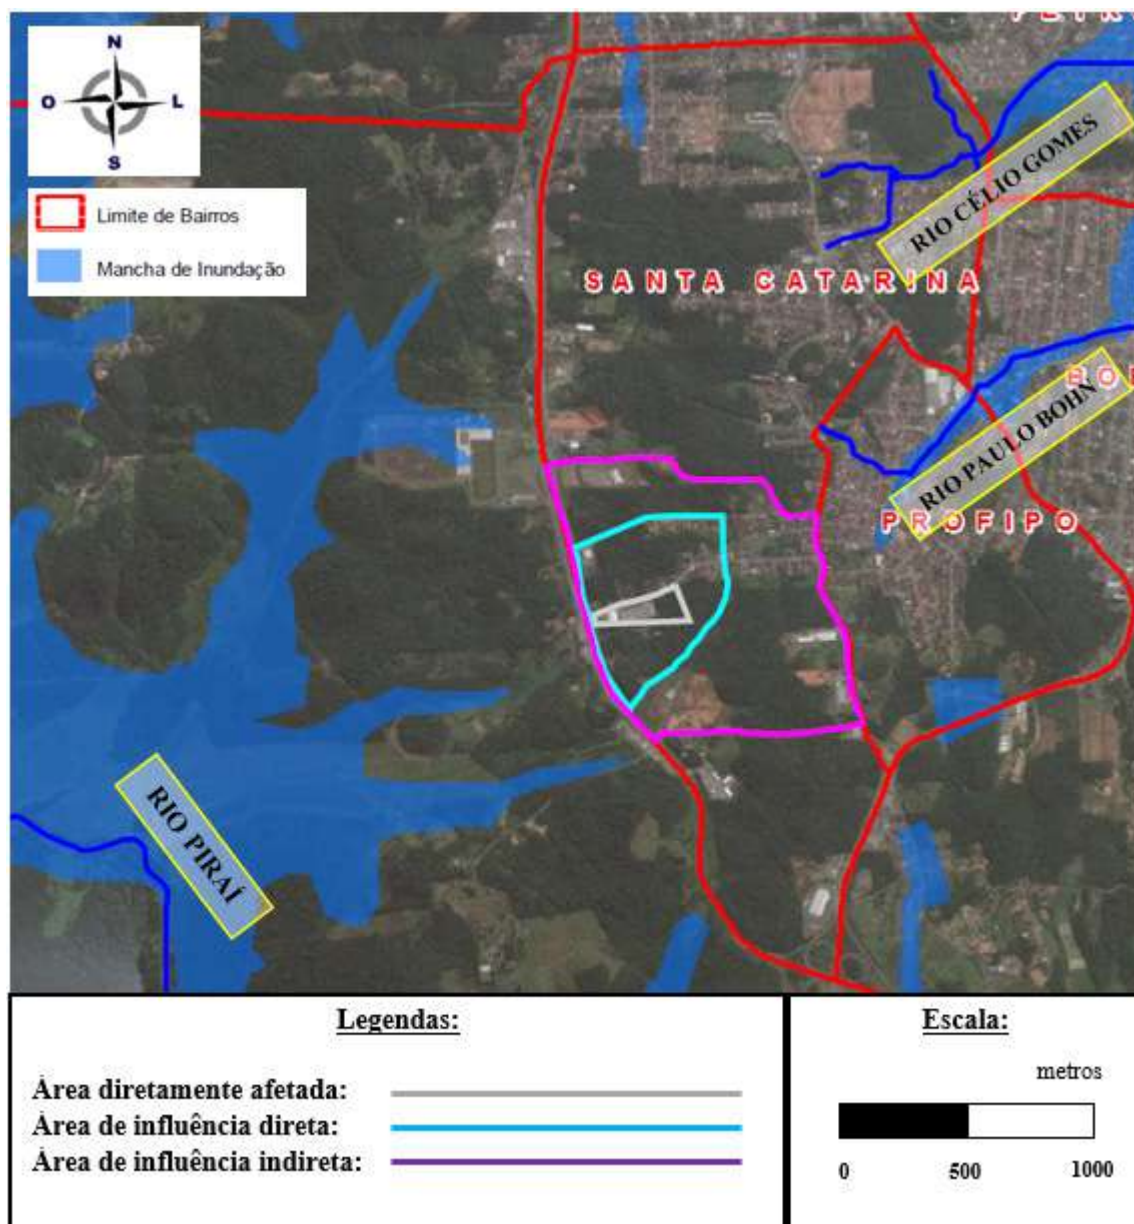 N
O
L
S
Limite de Bairros
Mancha de Inundação
RIO CÉLIO GOMES
SANTA CATARINA
RIO PAULO BOHN
PROFIPO
RIO PIRAÍ
Legendas:
Área diretamente afetada:
Área de influência direta:
Área de influência indireta:
Escala:
metros
0 500 1000